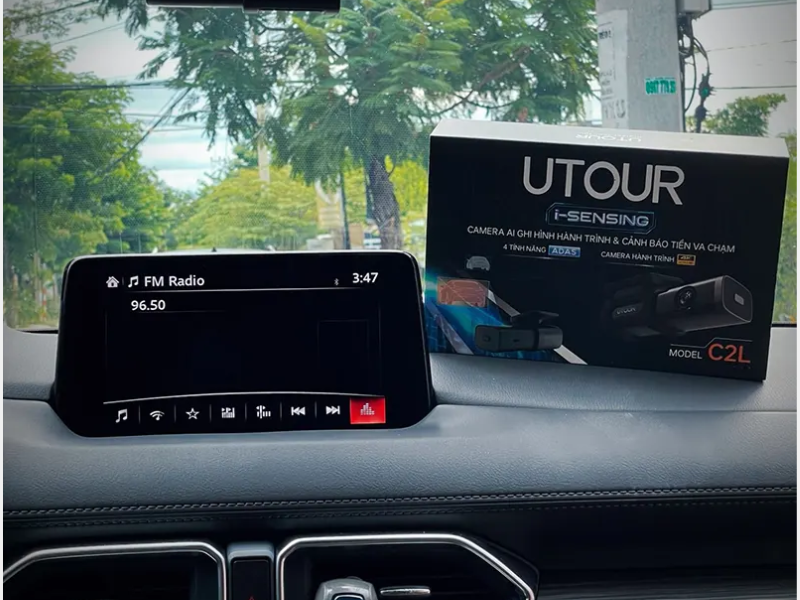 UTOUR
i-SENSING
CAMERA AI GHI HÌNH HÀNH TRÌNH & CẢNH BÁO TIỀN VA CHẠM
4 TÍNH NĂNG ADAS CAMERA HÀNH TRÌNH
MODEL C2L
FM Radio 3:47
96.50